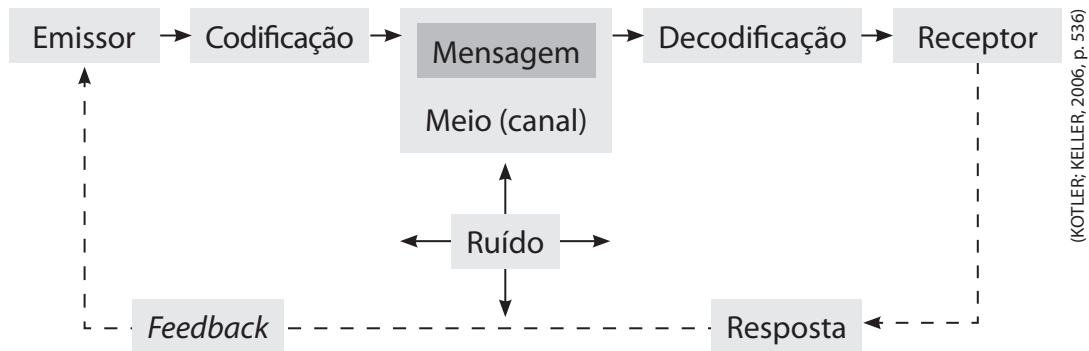 Emissor
Codificação
Mensagem
Meio (canal)
Decodificação
Receptor
Ruído
Feedback
Resposta
(KOTLER; KELLER, 2006, p. 536)